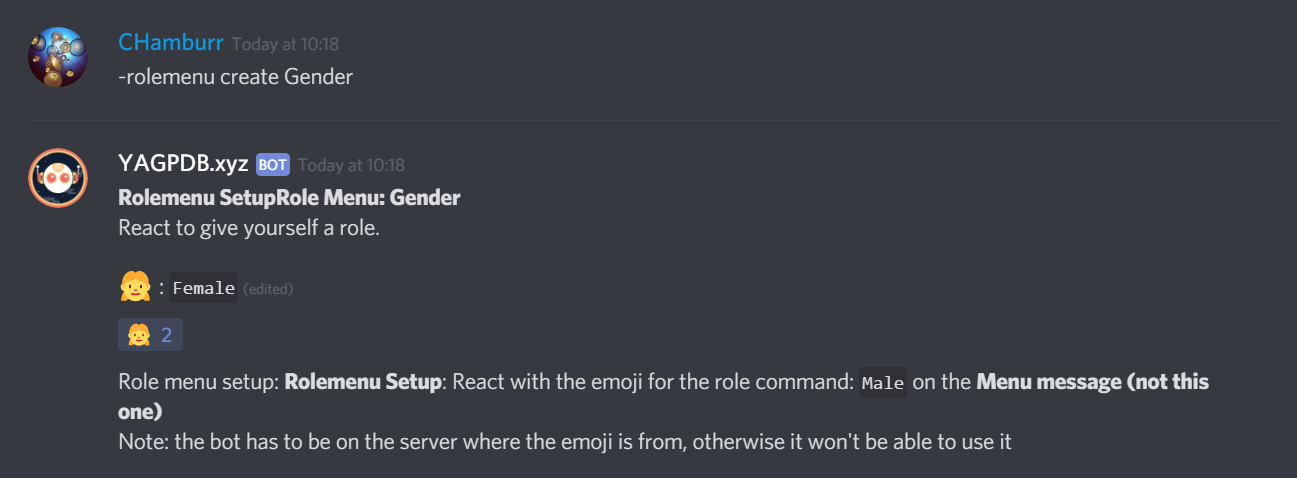 CHamburr Today at 10:18
-rolemenu create Gender
YAGPDB.xyz BOT Today at 10:18
Rolemenu SetupRole Menu: Gender
React to give yourself a role.
👧 : Female (edited)
👧 2
Role menu setup: Rolemenu Setup: React with the emoji for the role command: Male on the Menu message (not this
one)
Note: the bot has to be on the server where the emoji is from, otherwise it won't be able to use it